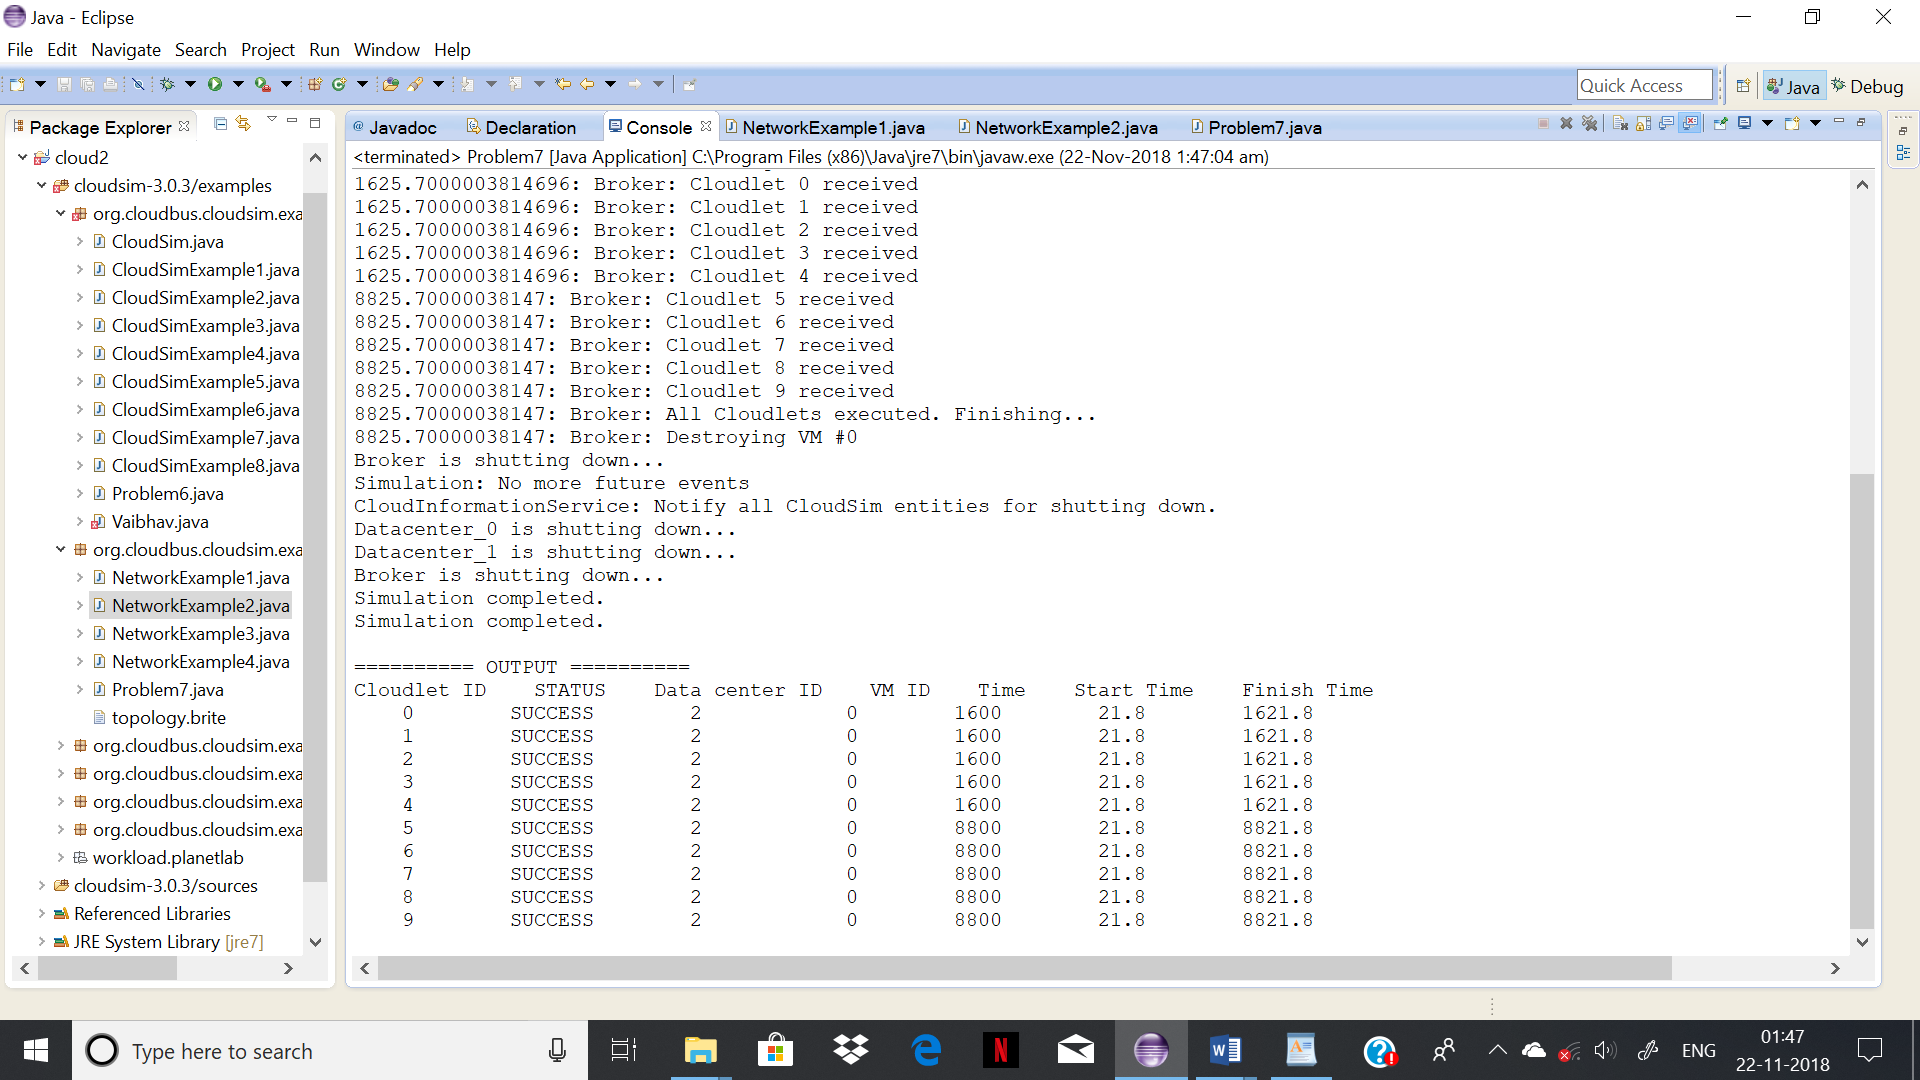 Java - Eclipse
File Edit Navigate Search Project Run Window Help
Quick Access
Java
Debug
Package Explorer
cloud2
cloudsim-3.0.3/examples
org.cloudbus.cloudsim.exa
CloudSim.java
CloudSimExample1.java
CloudSimExample2.java
CloudSimExample3.java
CloudSimExample4.java
CloudSimExample5.java
CloudSimExample6.java
CloudSimExample7.java
CloudSimExample8.java
Problem6.java
Vaibhav.java
org.cloudbus.cloudsim.exa
NetworkExample1.java
NetworkExample2.java
NetworkExample3.java
NetworkExample4.java
Problem7.java
topology.brite
org.cloudbus.cloudsim.exa
org.cloudbus.cloudsim.exa
org.cloudbus.cloudsim.exa
org.cloudbus.cloudsim.exa
workload.planetlab
cloudsim-3.0.3/sources
Referenced Libraries
JRE System Library [jre7]
Javadoc Declaration Console NetworkExample1.java NetworkExample2.java Problem7.java
<terminated> Problem7 [Java Application] C:\Program Files (x86)\Java\jre7\bin\javaw.exe (22-Nov-2018 1:47:04 am)
1625.7000003814696: Broker: Cloudlet 0 received
1625.7000003814696: Broker: Cloudlet 1 received
1625.7000003814696: Broker: Cloudlet 2 received
1625.7000003814696: Broker: Cloudlet 3 received
1625.7000003814696: Broker: Cloudlet 4 received
8825.70000038147: Broker: Cloudlet 5 received
8825.70000038147: Broker: Cloudlet 6 received
8825.70000038147: Broker: Cloudlet 7 received
8825.70000038147: Broker: Cloudlet 8 received
8825.70000038147: Broker: Cloudlet 9 received
8825.70000038147: Broker: All Cloudlets executed. Finishing...
8825.70000038147: Broker: Destroying VM #0
Broker is shutting down...
Simulation: No more future events
CloudInformationService: Notify all CloudSim entities for shutting down.
Datacenter_0 is shutting down...
Datacenter_1 is shutting down...
Broker is shutting down...
Simulation completed.
Simulation completed.
========== OUTPUT ==========
Cloudlet ID STATUS Data center ID VM ID Time Start Time Finish Time
0 SUCCESS 2 0 1600 21.8 1621.8
1 SUCCESS 2 0 1600 21.8 1621.8
2 SUCCESS 2 0 1600 21.8 1621.8
3 SUCCESS 2 0 1600 21.8 1621.8
4 SUCCESS 2 0 1600 21.8 1621.8
5 SUCCESS 2 0 8800 21.8 8821.8
6 SUCCESS 2 0 8800 21.8 8821.8
7 SUCCESS 2 0 8800 21.8 8821.8
8 SUCCESS 2 0 8800 21.8 8821.8
9 SUCCESS 2 0 8800 21.8 8821.8
Type here to search
ENG
01:47
22-11-2018